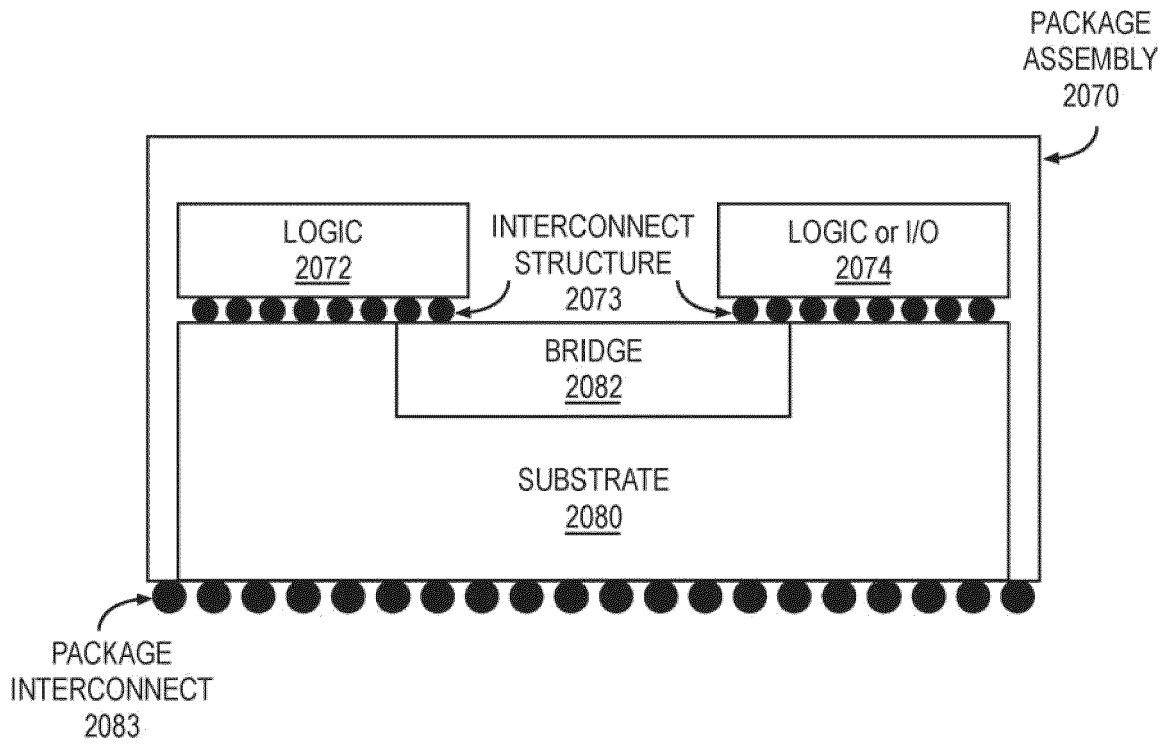 PACKAGE
ASSEMBLY
2070
LOGIC
2072
INTERCONNECT
STRUCTURE
2073
LOGIC or I/O
2074
BRIDGE
2082
SUBSTRATE
2080
PACKAGE
INTERCONNECT
2083